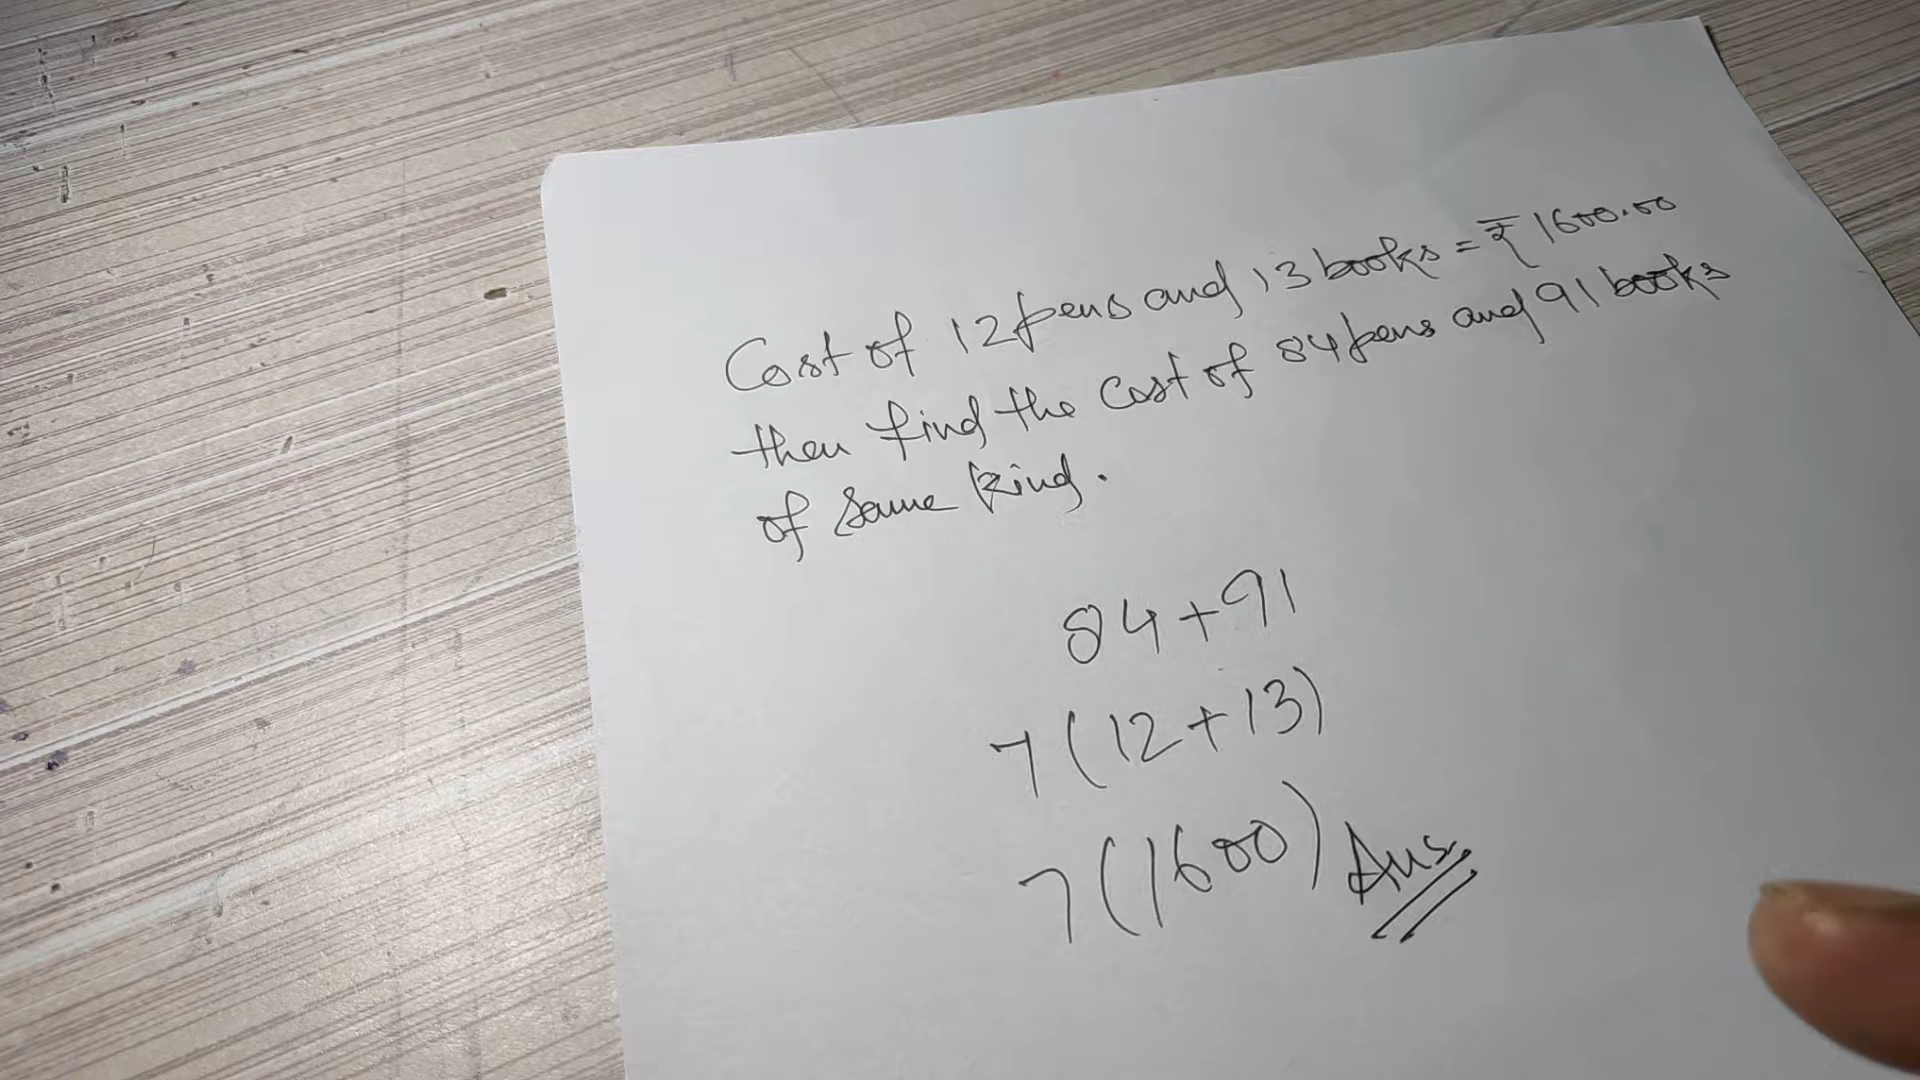 Cost of 12 pens and 13 books = ₹ 1600.00
then find the cost of 84 pens and 91 books
of same kind.
84+91
7(12+13)
7(1600) Ans.